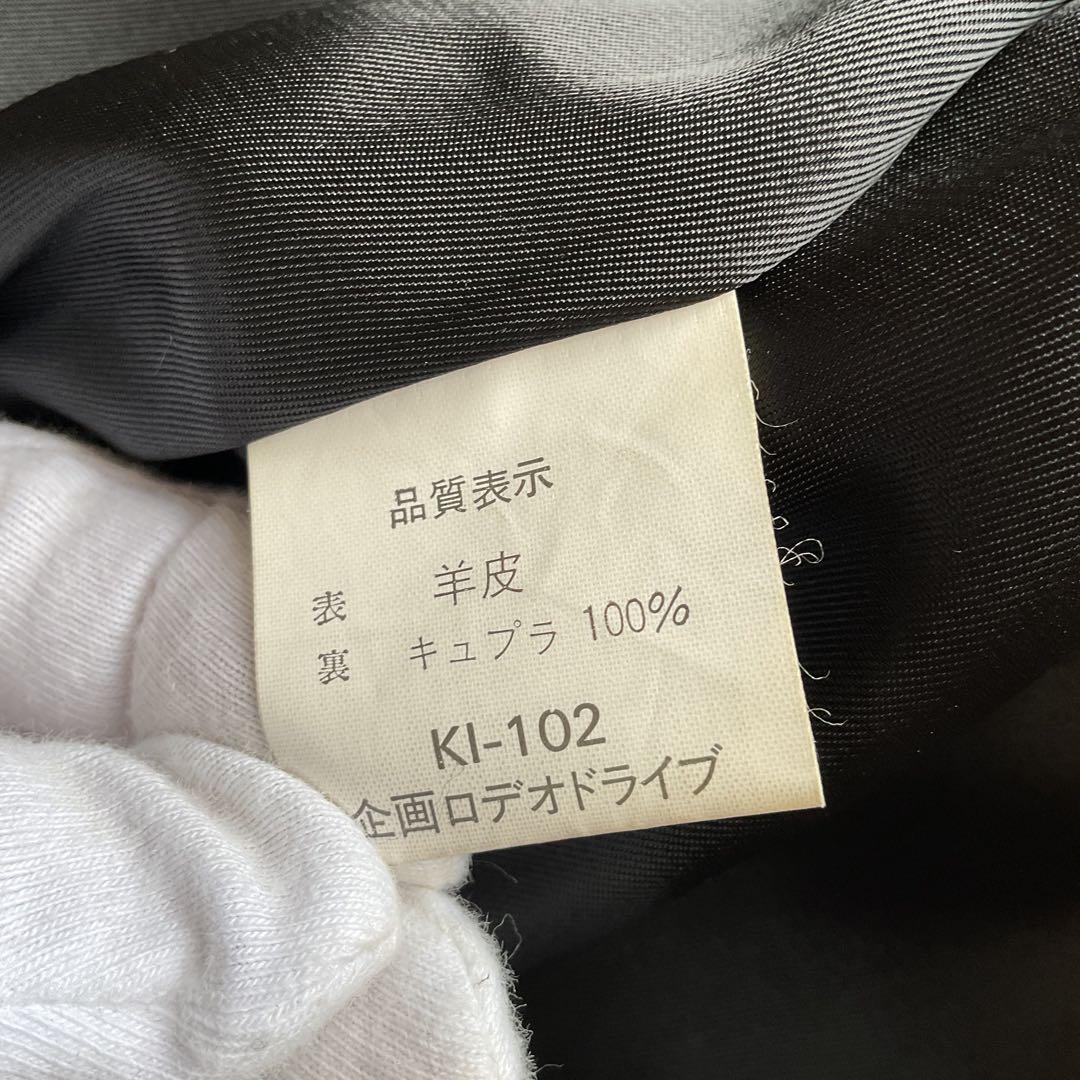 品質表示
表 羊皮
裏 キュプラ 100%
KI-102
企画ロデオドライブ